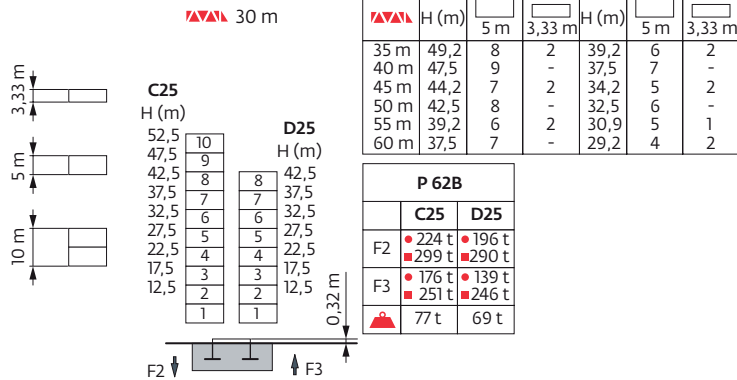 30 m
H (m) 5 m 3,33 m H (m) 5 m 3,33 m
35 m 49,2 8 2 39,2 6 2
40 m 47,5 9 - 37,5 7 -
45 m 44,2 7 2 34,2 5 2
50 m 42,5 8 - 32,5 6 -
55 m 39,2 6 2 30,9 5 1
60 m 37,5 7 - 29,2 4 2
3,33 m
5 m
10 m
C25
H (m)
52,5 10
47,5 9
42,5 8
37,5 7
32,5 6
27,5 5
22,5 4
17,5 3
12,5 2
1
D25
H (m)
8 42,5
7 37,5
6 32,5
5 27,5
4 22,5
3 17,5
2 12,5
1
0,32 m
F2 F3
P 62B
C25 D25
F2 224 t 196 t
299 t 290 t
F3 176 t 139 t
251 t 246 t
77 t 69 t